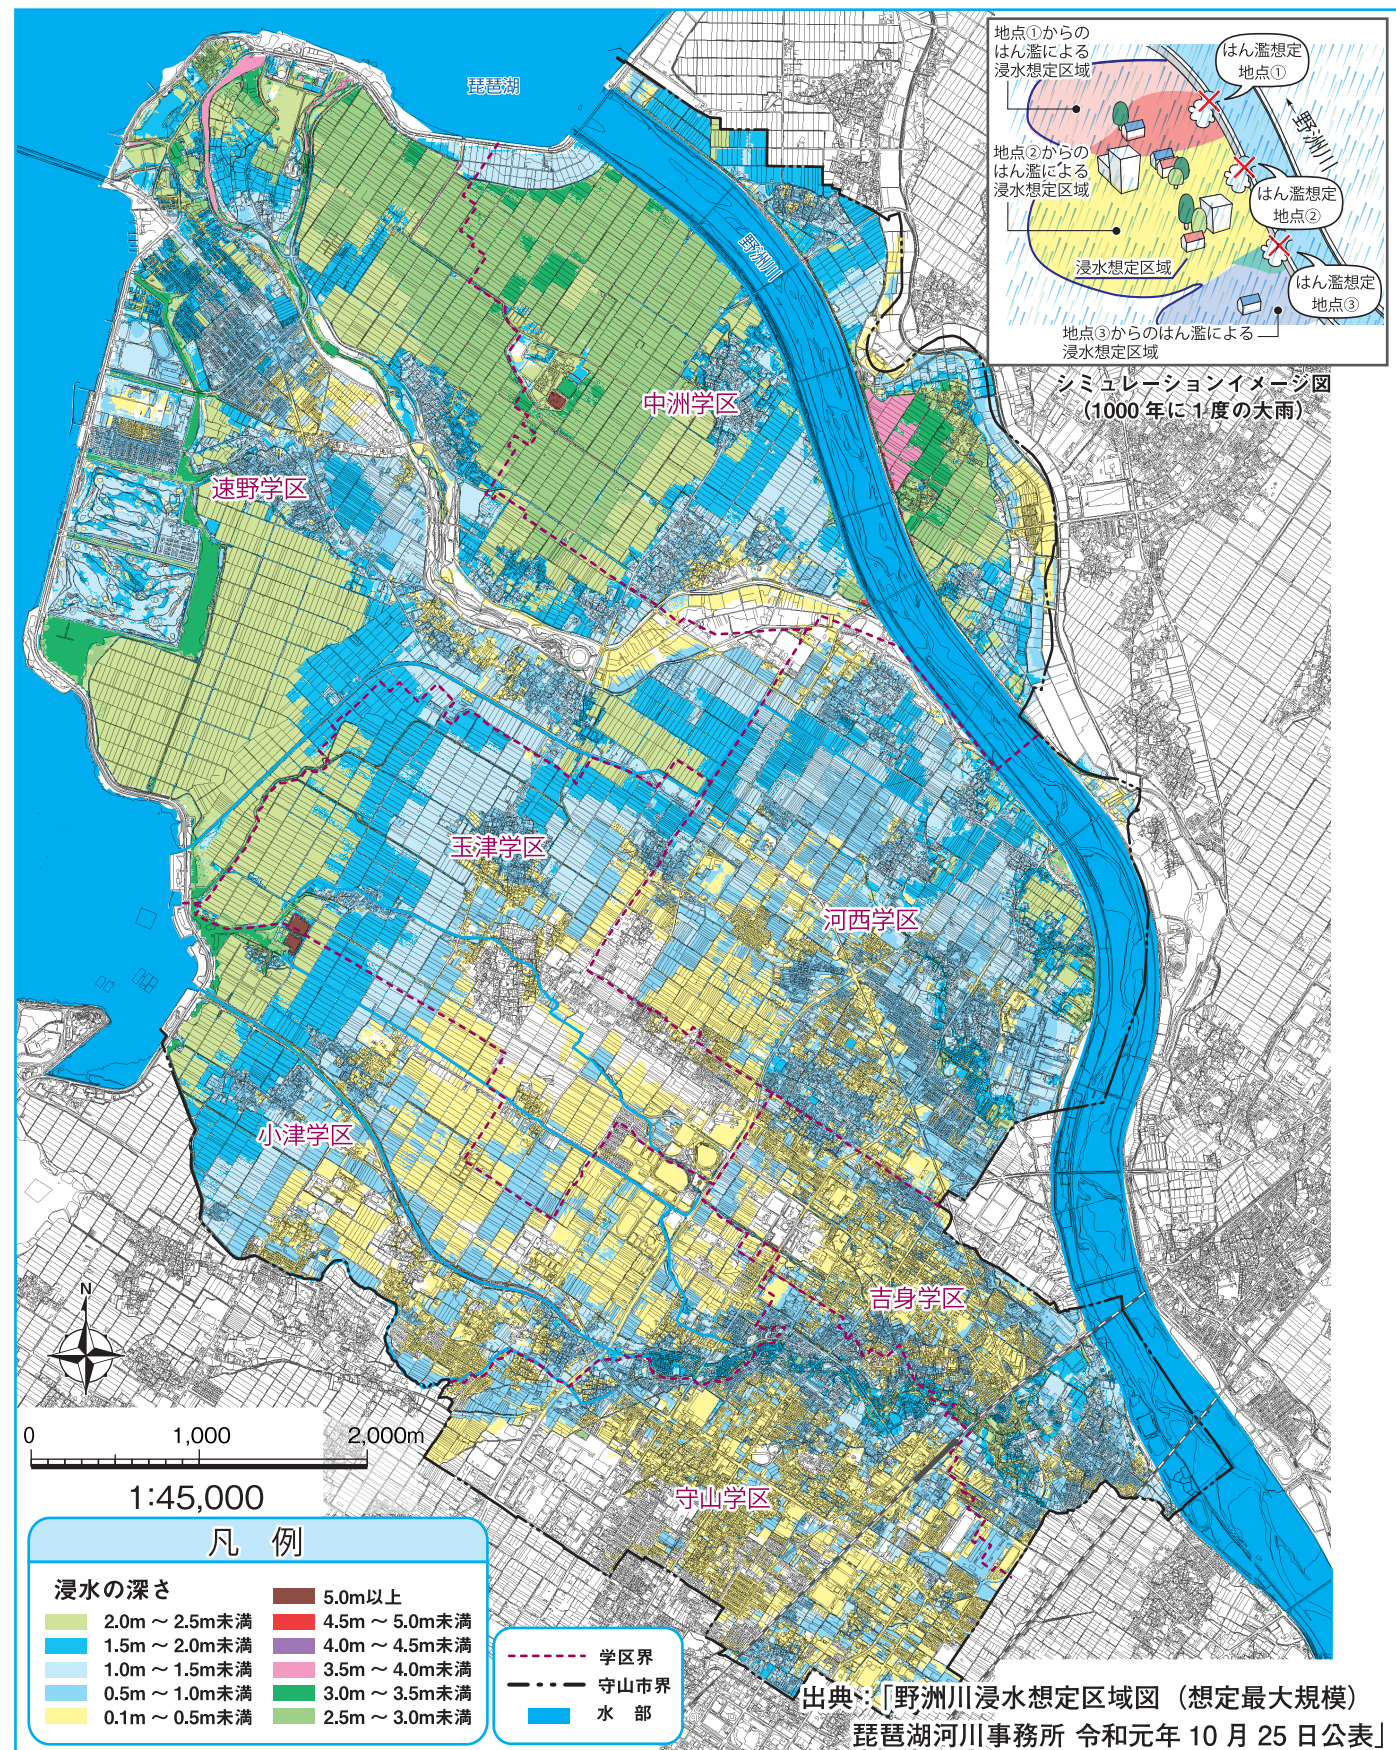 琵琶湖
野洲川
地点①からの
はん濫による
浸水想定区域
はん濫想定
地点①
野洲川
地点②からの
はん濫による
浸水想定区域
はん濫想定
地点②
浸水想定区域
はん濫想定
地点③
地点③からのはん濫による
浸水想定区域
シミュレーションイメージ図
(1000年に1度の大雨)
中洲学区
速野学区
玉津学区
河西学区
小津学区
吉身学区
守山学区
N
0 1,000 2,000m
1:45,000
凡 例
浸水の深さ
2.0m ～ 2.5m未満
1.5m ～ 2.0m未満
1.0m ～ 1.5m未満
0.5m ～ 1.0m未満
0.1m ～ 0.5m未満
5.0m以上
4.5m ～ 5.0m未満
4.0m ～ 4.5m未満
3.5m ～ 4.0m未満
3.0m ～ 3.5m未満
2.5m ～ 3.0m未満
学区界
守山市界
水 部
出典：「野洲川浸水想定区域図（想定最大規模）
琵琶湖河川事務所 令和元年 10 月 25 日公表」